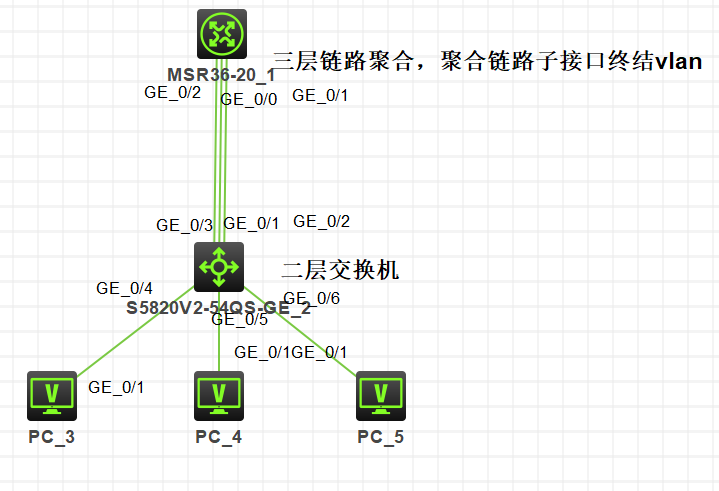 三层链路聚合，聚合链路子接口终结vlan
MSR36-20_1
GE_0/2
GE_0/0
GE_0/1
GE_0/3
GE_0/1
GE_0/2
二层交换机
GE_0/4
S5820V2-54QS-GE_2
GE_0/6
GE_0/5
GE_0/1
GE_0/1
GE_0/1
PC_3
PC_4
PC_5